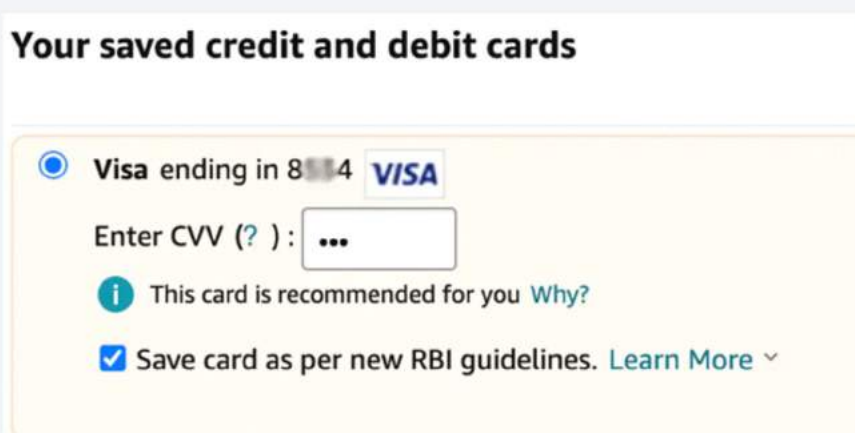 Your saved credit and debit cards
Visa ending in 8 4 VISA
Enter CVV (? ) : •••
i This card is recommended for you Why?
Save card as per new RBI guidelines. Learn More